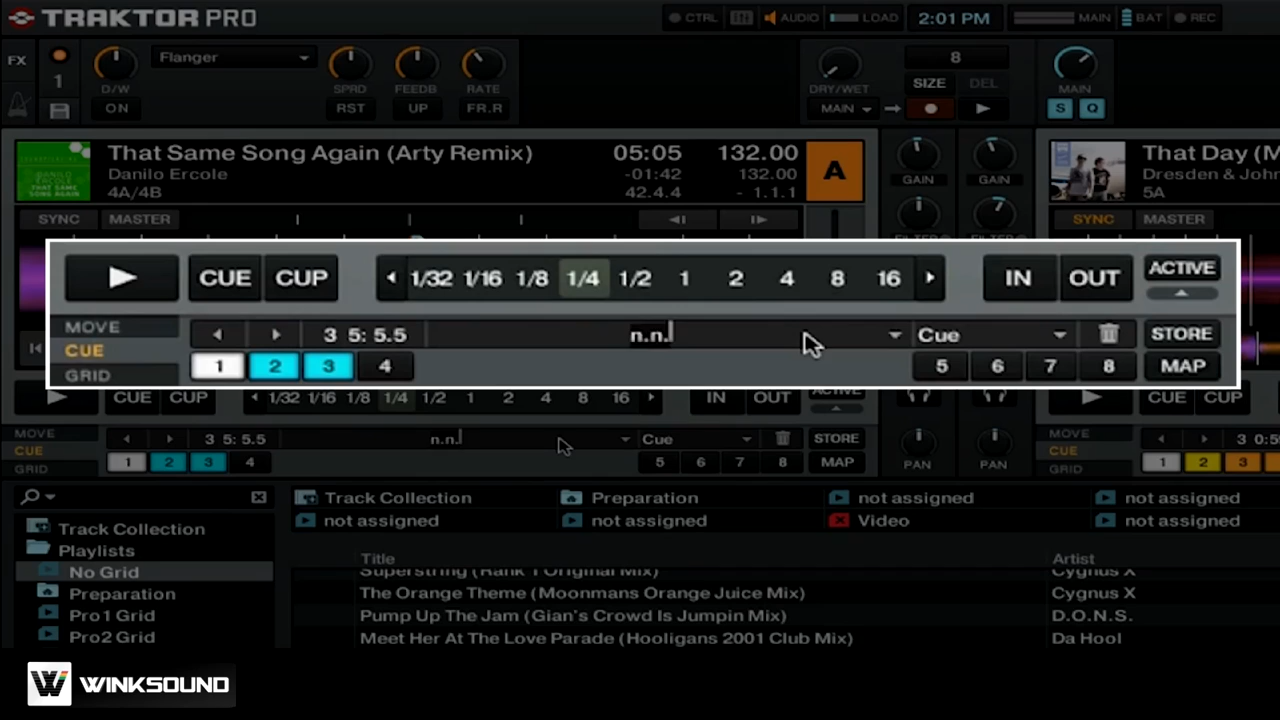 TRAKTOR PRO
CTRL
AUDIO
LOAD
2:01 PM
MAIN
BAT
REC
FX
1
Flanger
D/W
SPRD
FEEDB
RATE
ON
RST
UP
FR.R
DRY/WET
8
SIZE
DEL
MAIN
MAIN
S Q
That Same Song Again (Arty Remix)
05:05
132.00
Danilo Ercole
-01:42
132.00
4A/4B
42.4.4
- 1.1.1
A
GAIN
GAIN
That Day (M
Dresden & John
5A
SYNC
MASTER
SYNC
MASTER
CUE CUP
1/32 1/16 1/8 1/4 1/2 1 2 4 8 16
IN OUT
ACTIVE
MOVE
CUE
GRID
3 5: 5.5
n.n.
Cue
STORE
1 2 3 4
5 6 7 8
MAP
CUE CUP
1/32 1/16 1/8 1/4 1/2 1 2 4 8 16
IN OUT
ACTIVE
CUE CUP
MOVE
CUE
GRID
3 5: 5.5
n.n.
Cue
STORE
1 2 3 4
5 6 7 8
MAP
PAN
PAN
MOVE
CUE
GRID
1 2 3
Track Collection
Preparation
not assigned
not assigned
not assigned
not assigned
Video
not assigned
Track Collection
Playlists
No Grid
Preparation
Pro1 Grid
Pro2 Grid
Title
Artist
Superstring (Rank 1 Original Mix)
Cygnus X
The Orange Theme (Moonmans Orange Juice Mix)
Cygnus X
Pump Up The Jam (Gian's Crowd Is Jumpin Mix)
D.O.N.S.
Meet Her At The Love Parade (Hooligans 2001 Club Mix)
Da Hool
WINKSOUND